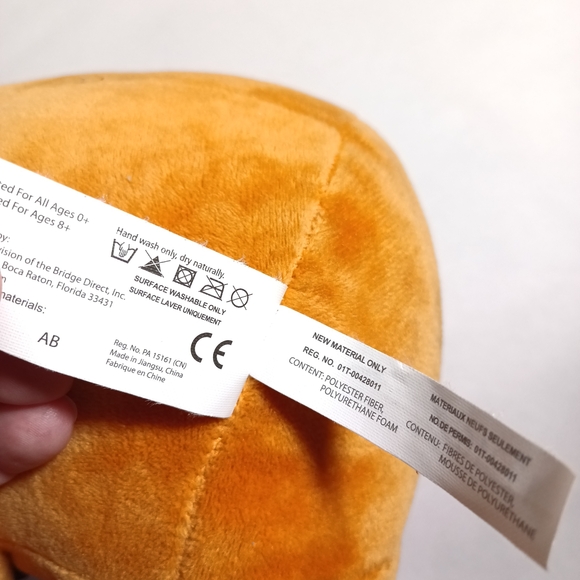 ted For All Ages 0+
ed For Ages 8+
by:
vision of the Bridge Direct, Inc.
Boca Raton, Florida 33431
materials:
AB
Hand wash only, dry naturally.
SURFACE WASHABLE ONLY
SURFACE LAVER UNIQUEMENT
Reg. No. PA 15161 (CN)
Made in Jiangsu, China
Fabriqué en Chine
CE
NEW MATERIAL ONLY
REG. NO. 01T-00428011
CONTENT: POLYESTER FIBER,
POLYURETHANE FOAM
MATERIAUX NEUFS SEULEMENT
NO.DE PERMIS: 01T-00428011
CONTENU: FIBRES DE POLYESTER,
MOUSSE DE POLYURÉTHANE